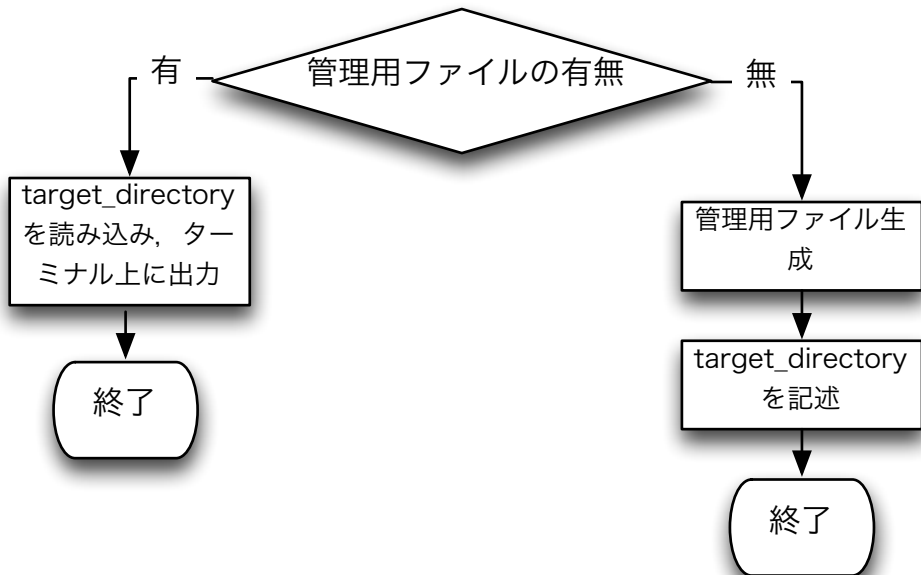 管理用ファイルの有無
有
無
target_directory
を読み込み，ター
ミナル上に出力
終了
管理用ファイル生
成
target_directory
を記述
終了